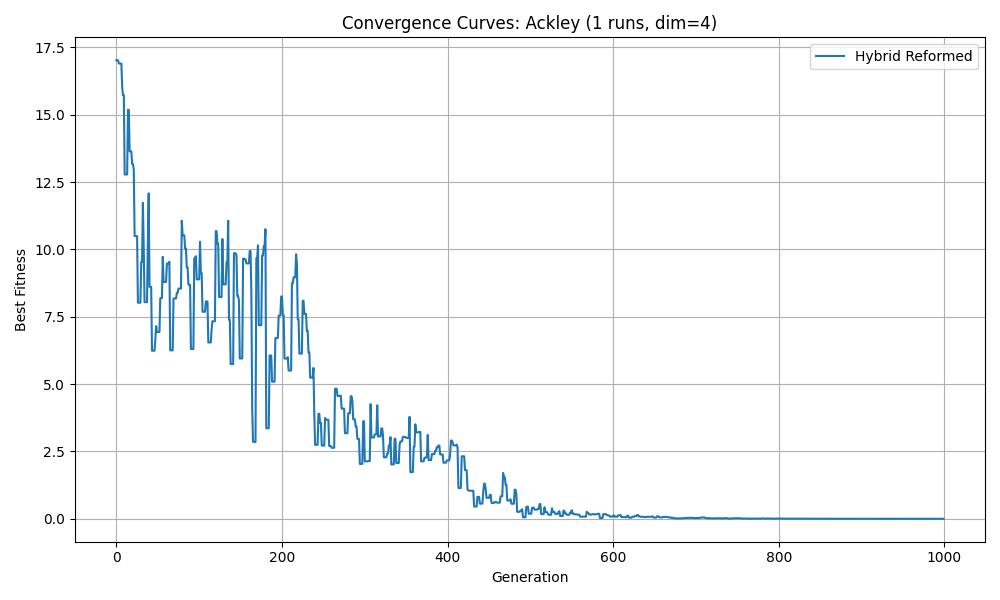 Convergence Curves: Ackley (1 runs, dim=4)
Hybrid Reformed
Best Fitness
17.5
15.0
12.5
10.0
7.5
5.0
2.5
0.0
0 200 400 600 800 1000
Generation